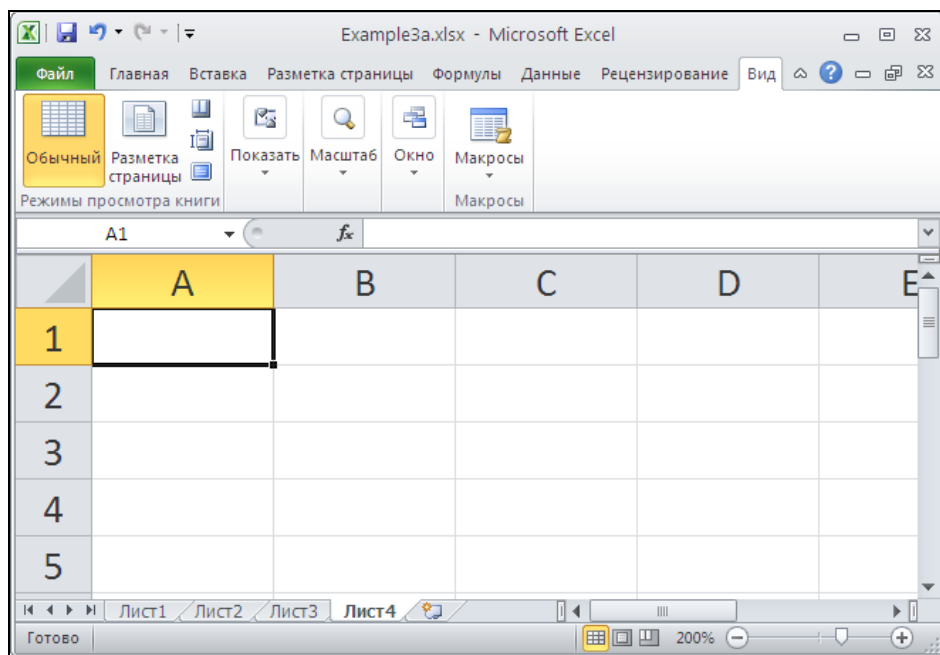 Example3a.xlsx - Microsoft Excel
Файл Главная Вставка Разметка страницы Формулы Данные Рецензирование Вид
Обычный Разметка страницы Показать Масштаб Окно Макросы
Режимы просмотра книги Макросы
A1 fx
A B C D E
1
2
3
4
5
Лист1 Лист2 Лист3 Лист4
Готово 200%